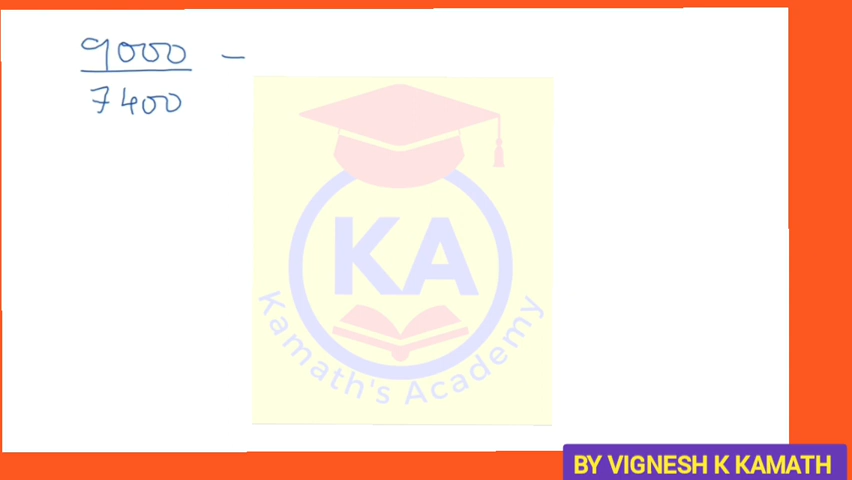 9000 -
7400
KA
Kamath's Academy
BY VIGNESH K KAMATH